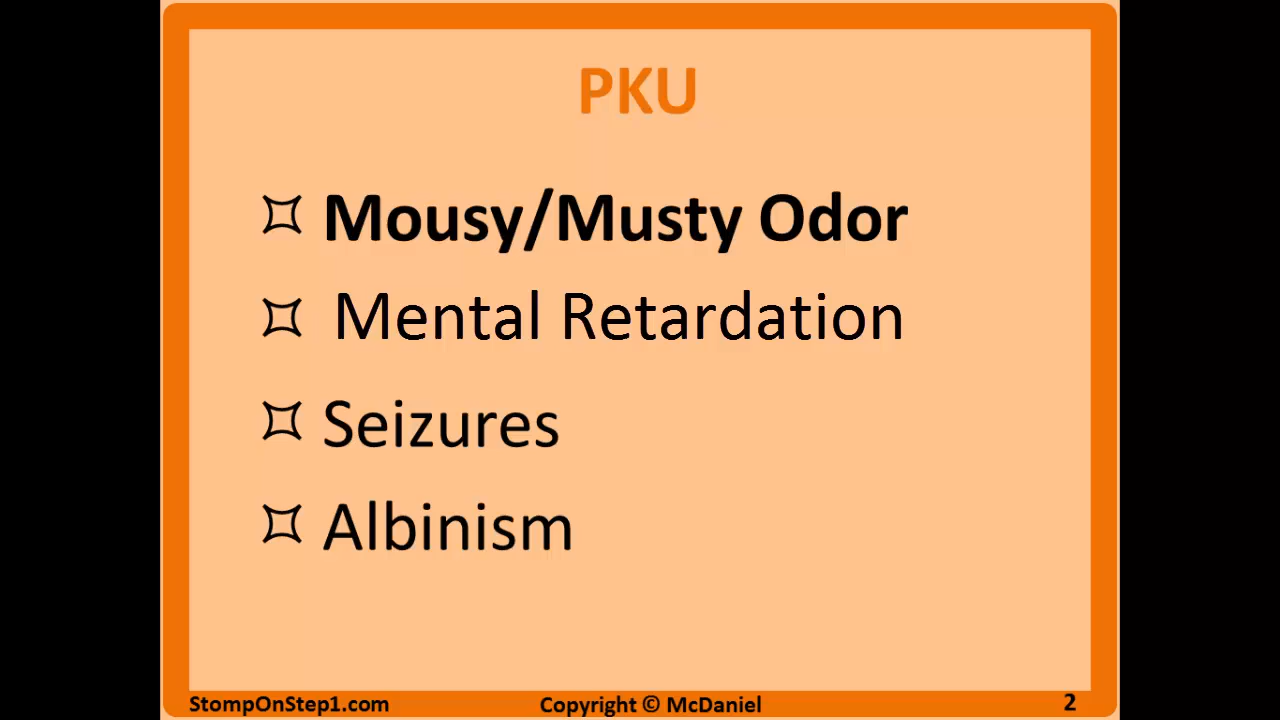 PKU
Mousy/Musty Odor
Mental Retardation
Seizures
Albinism
StompOnStep1.com Copyright © McDaniel 2